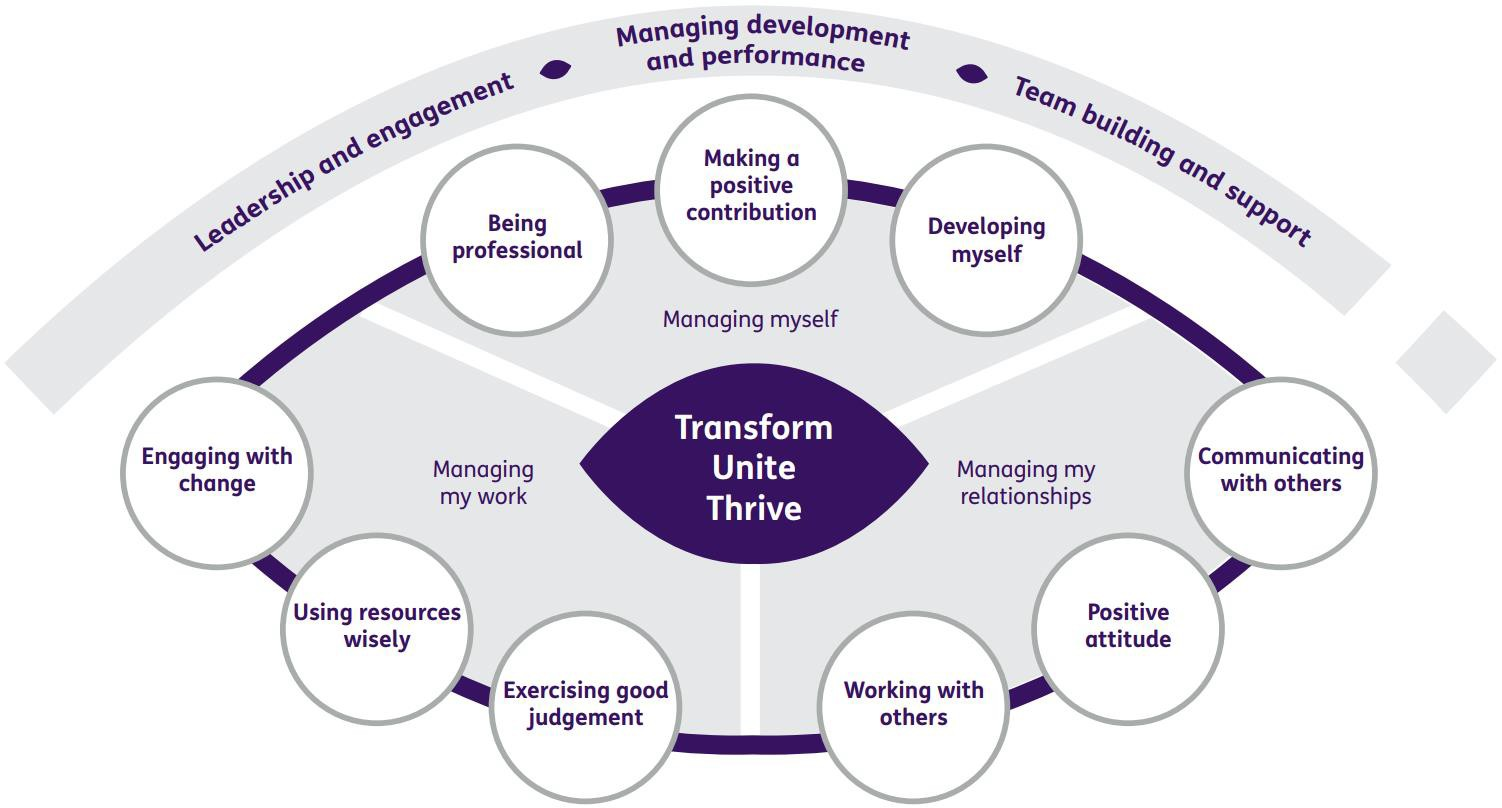 Managing development
and performance
Leadership and engagement
Team building and support
Making a
positive
contribution
Being
professional
Developing
myself
Managing myself
Transform
Unite
Thrive
Engaging with
change
Managing
my work
Managing my
relationships
Communicating
with others
Using resources
wisely
Positive
attitude
Exercising good
judgement
Working with
others